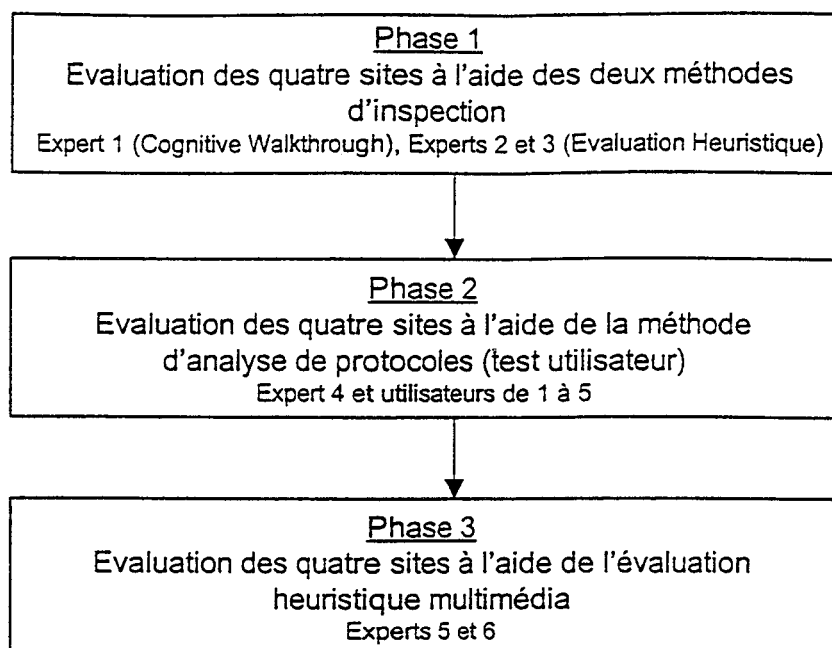 Phase 1
Evaluation des quatre sites à l'aide des deux méthodes
d'inspection
Expert 1 (Cognitive Walkthrough), Experts 2 et 3 (Evaluation Heuristique)
Phase 2
Evaluation des quatre sites à l'aide de la méthode
d'analyse de protocoles (test utilisateur)
Expert 4 et utilisateurs de 1 à 5
Phase 3
Evaluation des quatre sites à l'aide de l'évaluation
heuristique multimédia
Experts 5 et 6